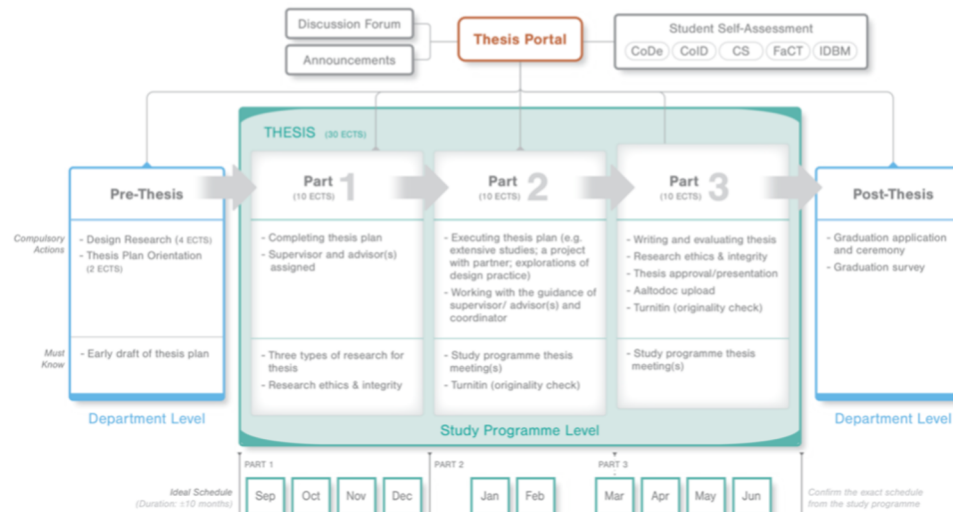 Discussion Forum
Announcements
Thesis Portal
Student Self-Assessment
CoDe CoID CS FaCT IDBM
THESIS (30 ECTS)
Pre-Thesis
Part 1
(10 ECTS)
Part 2
(10 ECTS)
Part 3
(10 ECTS)
Post-Thesis
Compulsory
Actions
- Design Research (4 ECTS)
- Thesis Plan Orientation
(2 ECTS)
- Completing thesis plan
- Supervisor and advisor(s)
assigned
- Executing thesis plan (e.g.
extensive studies; a project
with partner; explorations of
design practice)
- Working with the guidance of
supervisor/ advisor(s) and
coordinator
- Writing and evaluating thesis
- Research ethics & integrity
- Thesis approval/presentation
- Aaltodoc upload
- Turnitin (originality check)
- Graduation application
and ceremony
- Graduation survey
Must
Know
- Early draft of thesis plan
- Three types of research for
thesis
- Research ethics & integrity
- Study programme thesis
meeting(s)
- Turnitin (originality check)
- Study programme thesis
meeting(s)
Department Level
Study Programme Level
Department Level
PART 1
PART 2
PART 3
Ideal Schedule
(Duration: ≤10 months)
Sep Oct Nov Dec Jan Feb Mar Apr May Jun
Confirm the exact schedule
from the study programme